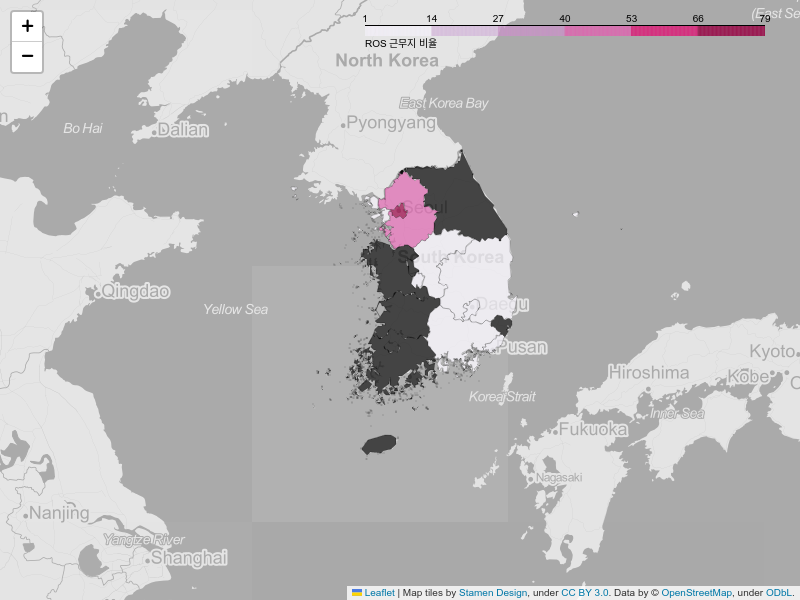 +
−
1 14 27 40 53 66 79
ROS 근무지 비율
(East Se
North Korea
East Korea Bay
Bo Hai
Dalian
Pyongyang
Seoul
South Korea
Qingdao
Yellow Sea
Daegu
Pusan
Kyoto
Hiroshima
Kobe
Korea Strait
Inner Sea
Fukuoka
Nagasaki
Nanjing
Yangtze River
Shanghai
Leaflet | Map tiles by Stamen Design, under CC BY 3.0. Data by © OpenStreetMap, under ODbL.